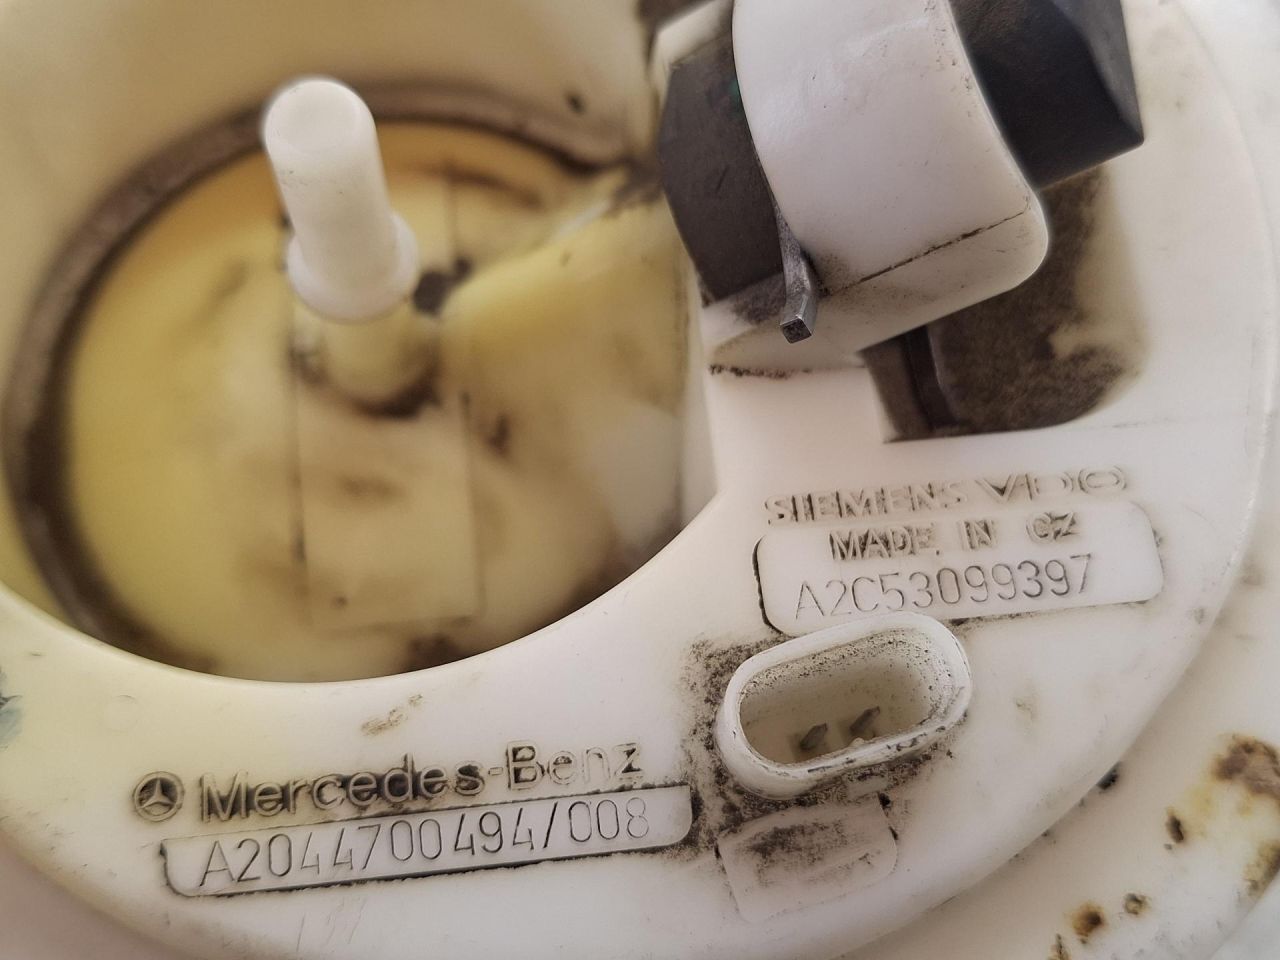 SIEMENS VDO
MADE IN CZ
A2C53099397
Mercedes-Benz
A2044700494/008